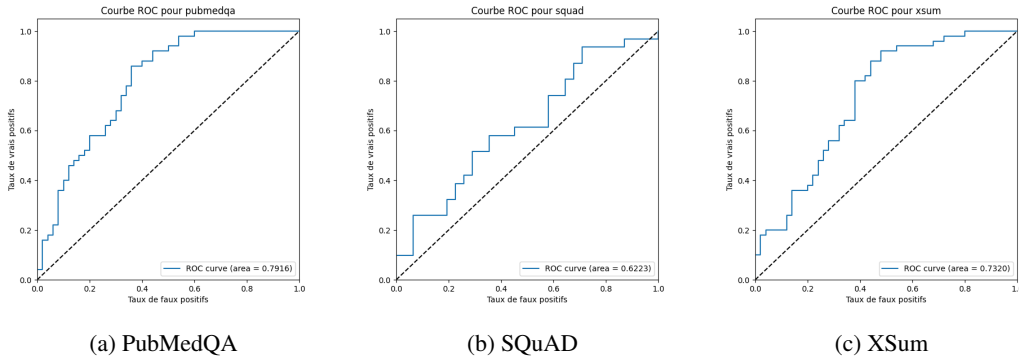 Courbe ROC pour pubmedqa
1.0
0.8
0.6
0.4
0.2
0.0
Taux de vrais positifs
0.0 0.2 0.4 0.6 0.8 1.0
Taux de faux positifs
ROC curve (area = 0.7916)
(a) PubMedQA
Courbe ROC pour squad
1.0
0.8
0.6
0.4
0.2
0.0
Taux de vrais positifs
0.0 0.2 0.4 0.6 0.8 1.0
Taux de faux positifs
ROC curve (area = 0.6223)
(b) SQuAD
Courbe ROC pour xsum
1.0
0.8
0.6
0.4
0.2
0.0
Taux de vrais positifs
0.0 0.2 0.4 0.6 0.8 1.0
Taux de faux positifs
ROC curve (area = 0.7320)
(c) XSum